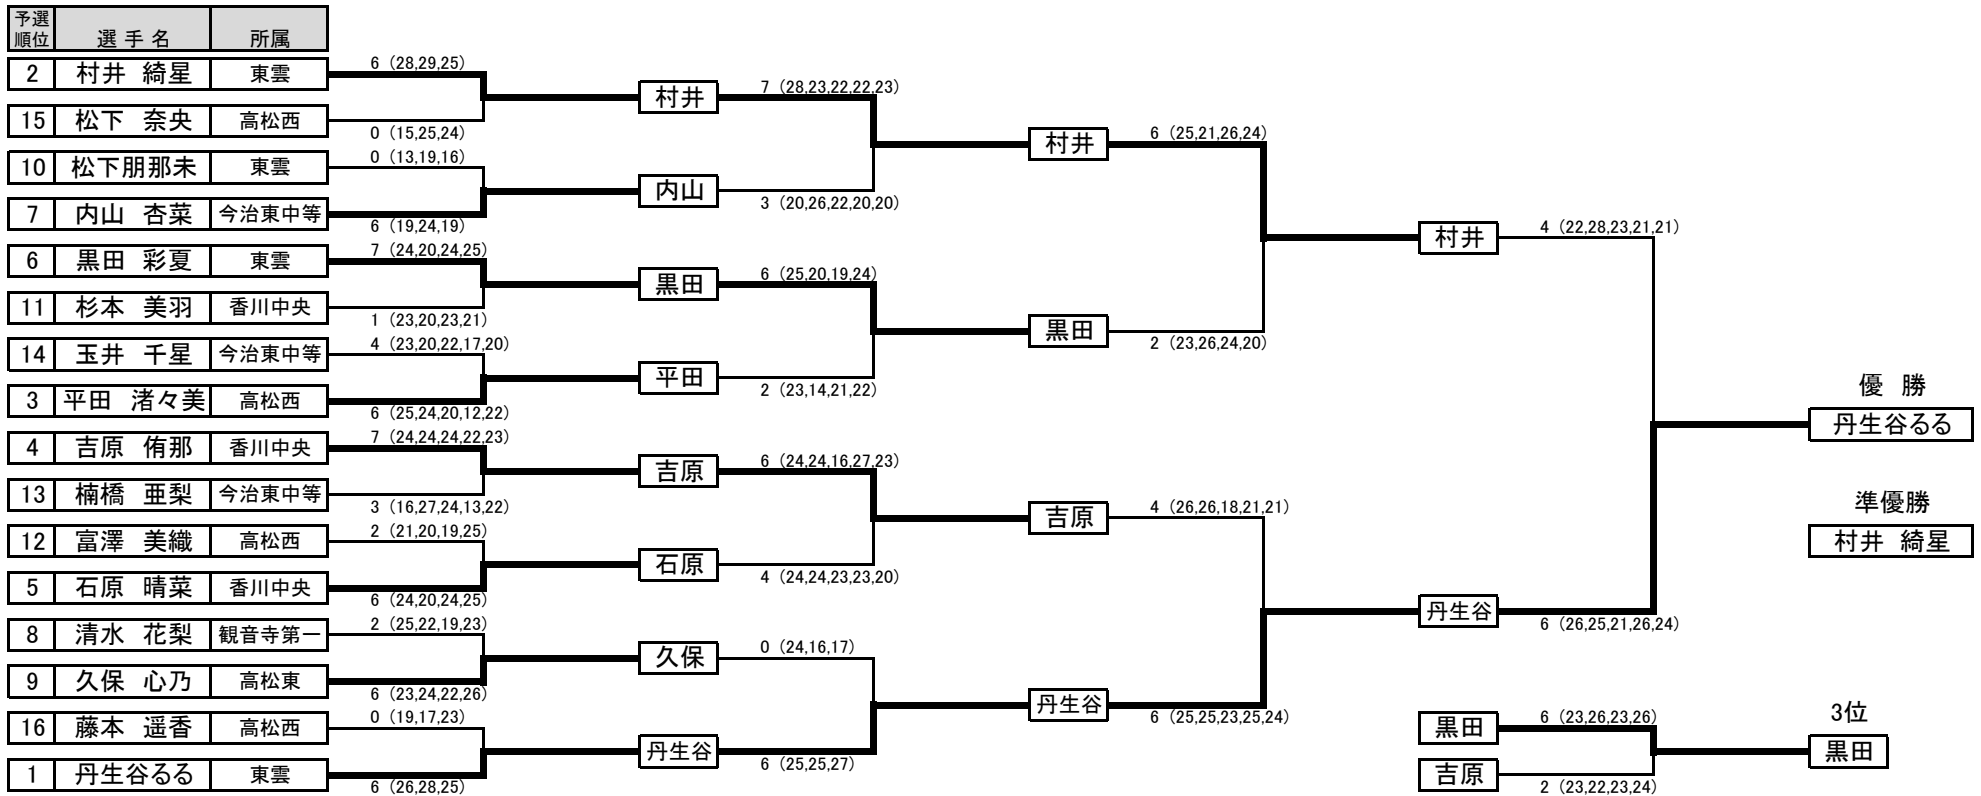 予選順位 選手名 所属
2 村井 綺星 東雲
6（28,29,25）
15 松下 奈央 高松西
0（15,25,24）
10 松下朋那未 東雲
0（13,19,16）
7 内山 杏菜 今治東中等
6（19,24,19）
6 黒田 彩夏 東雲
7（24,20,24,25）
11 杉本 美羽 香川中央
1（23,20,23,21）
14 玉井 千星 今治東中等
4（23,20,22,17,20）
3 平田 渚々美 高松西
6（25,24,20,12,22）
4 吉原 侑那 香川中央
7（24,24,24,22,23）
13 楠橋 亜梨 今治東中等
3（16,27,24,13,22）
12 富澤 美織 高松西
2（21,20,19,25）
5 石原 晴菜 香川中央
6（24,20,24,25）
8 清水 花梨 観音寺第一
2（25,22,19,23）
9 久保 心乃 高松東
6（23,24,22,26）
16 藤本 遥香 高松西
0（19,17,23）
1 丹生谷るる 東雲
6（26,28,25）
村井
7（28,23,22,22,23）
内山
3（20,26,22,20,20）
黒田
6（25,20,19,24）
平田
2（23,14,21,22）
吉原
6（24,24,16,27,23）
石原
4（24,24,23,23,20）
久保
0（24,16,17）
丹生谷
6（25,25,27）
村井
6（25,21,26,24）
黒田
2（23,26,24,20）
吉原
4（26,26,18,21,21）
丹生谷
6（25,25,23,25,24）
村井
4（22,28,23,21,21）
丹生谷
6（26,25,21,26,24）
優 勝
丹生谷るる
準優勝
村井 綺星
黒田
6（23,26,23,26）
吉原
2（23,22,23,24）
3位
黒田